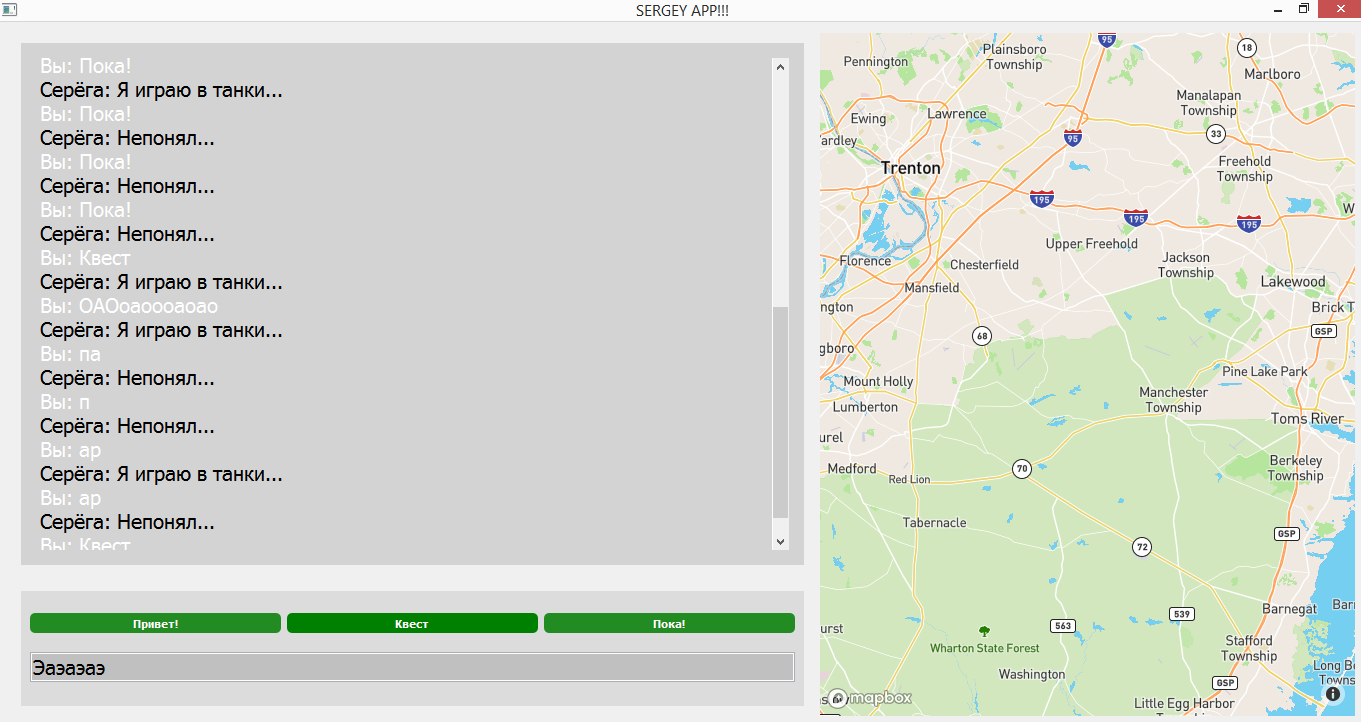 SERGEY APP!!!
Вы: Пока!
Серёга: Я играю в танки...
Вы: Пока!
Серёга: Непонял...
Вы: Пока!
Серёга: Непонял...
Вы: Пока!
Серёга: Непонял...
Вы: Квест
Серёга: Я играю в танки...
Вы: ОАОоаоооаоао
Серёга: Я играю в танки...
Вы: па
Серёга: Непонял...
Вы: п
Серёга: Непонял...
Вы: ар
Серёга: Я играю в танки...
Вы: ар
Серёга: Непонял...
Вы: Квест
Привет!
Квест
Пока!
Эаэаэаэ
95
Plainsboro
Township
18
Pennington
Marlboro
Manalapan
Township
Lawrence
Ewing
ardley
95
33
Freehold
Township
Trenton
195
195
195
W
Upper Freehold
Florence
Chesterfield
Jackson
Township
Mansfield
Lakewood
ngton
Brick T
GSP
68
gboro
Pine Lake Park
Mount Holly
Manchester
Township
Lumberton
Toms River
urel
Medford
70
Berkeley
Township
Red Lion
Tabernacle
GSP
72
Barnegat
Bar
539
urst
563
Wharton State Forest
Stafford
Township
Washington
Long B
Towns
GSP
mapbox
Little Egg Harbor